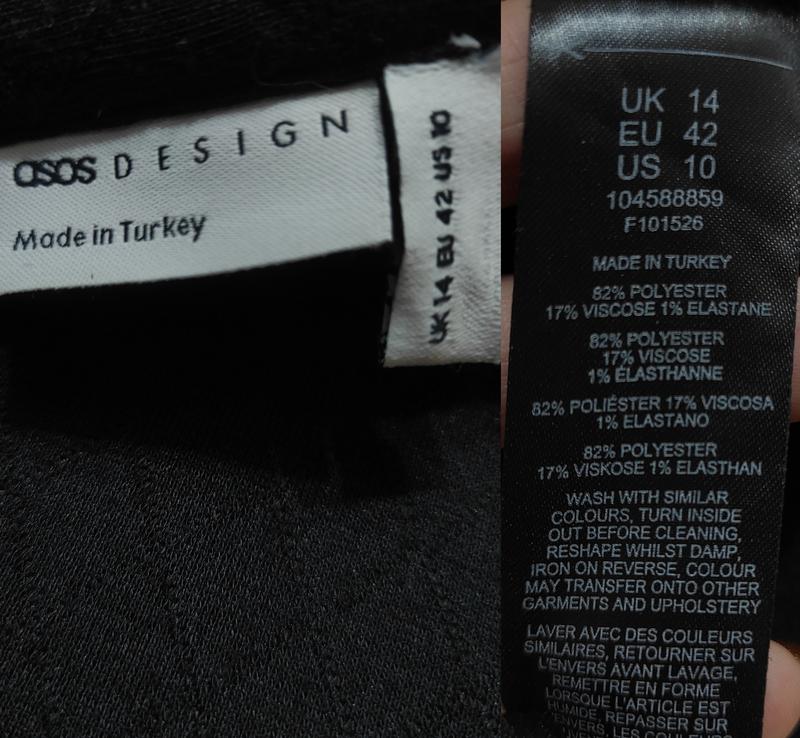 asos DESIGN
Made in Turkey
UK 14 EU 42 US 10
UK 14
EU 42
US 10
104588859
F101526
MADE IN TURKEY
82% POLYESTER
17% VISCOSE 1% ELASTANE
82% POLYESTER
17% VISCOSE
1% ÉLASTHANNE
82% POLIÉSTER 17% VISCOSA
1% ELASTANO
82% POLYESTER
17% VISKOSE 1% ELASTHAN
WASH WITH SIMILAR
COLOURS, TURN INSIDE
OUT BEFORE CLEANING,
RESHAPE WHILST DAMP,
IRON ON REVERSE, COLOUR
MAY TRANSFER ONTO OTHER
GARMENTS AND UPHOLSTERY
LAVER AVEC DES COULEURS
SIMILAIRES, RETOURNER SUR
L'ENVERS AVANT LAVAGE,
REMETTRE EN FORME
LORSQUE L'ARTICLE EST
HUMIDE, REPASSER SUR
L'ENVERS, LES COULEURS